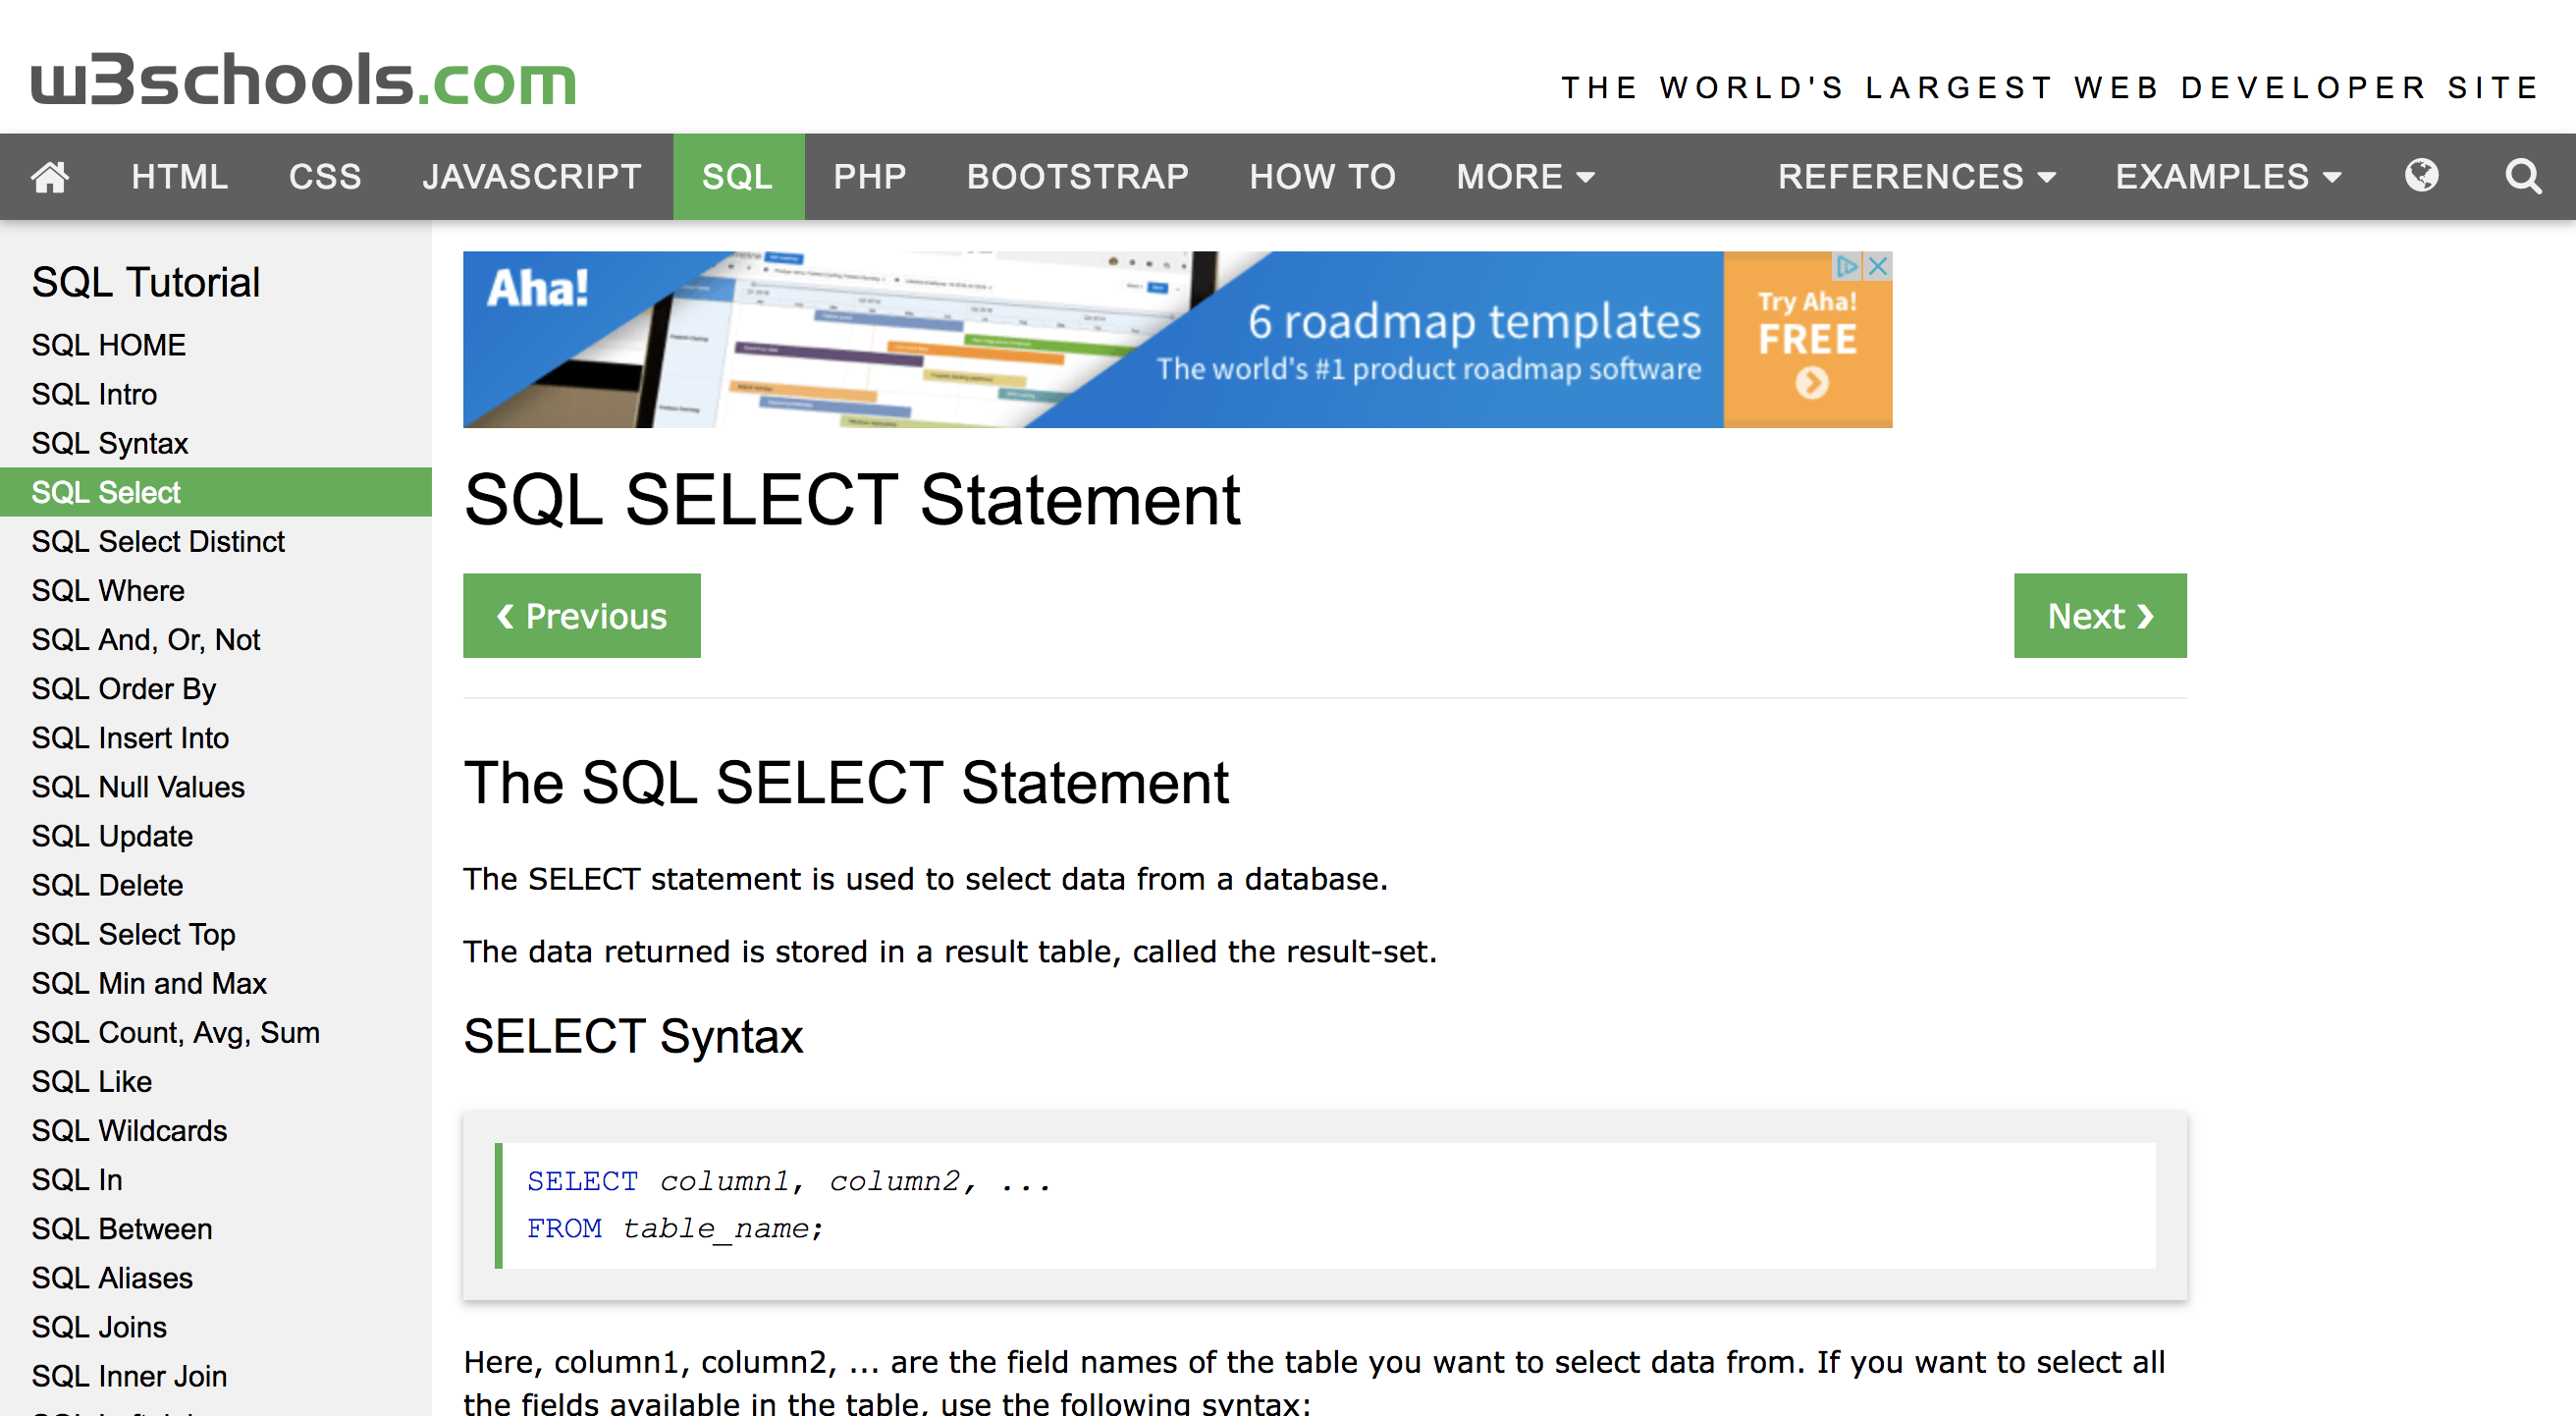 w3schools.com
THE WORLD'S LARGEST WEB DEVELOPER SITE
HTML CSS JAVASCRIPT SQL PHP BOOTSTRAP HOW TO MORE REFERENCES EXAMPLES
SQL Tutorial
SQL HOME
SQL Intro
SQL Syntax
SQL Select
SQL Select Distinct
SQL Where
SQL And, Or, Not
SQL Order By
SQL Insert Into
SQL Null Values
SQL Update
SQL Delete
SQL Select Top
SQL Min and Max
SQL Count, Avg, Sum
SQL Like
SQL Wildcards
SQL In
SQL Between
SQL Aliases
SQL Joins
SQL Inner Join
Aha!
6 roadmap templates
The world's #1 product roadmap software
Try Aha!
FREE
SQL SELECT Statement
❮ Previous
Next ❯
The SQL SELECT Statement
The SELECT statement is used to select data from a database.
The data returned is stored in a result table, called the result-set.
SELECT Syntax
SELECT column1, column2, ...
FROM table_name;
Here, column1, column2, ... are the field names of the table you want to select data from. If you want to select all
the fields available in the table, use the following syntax: